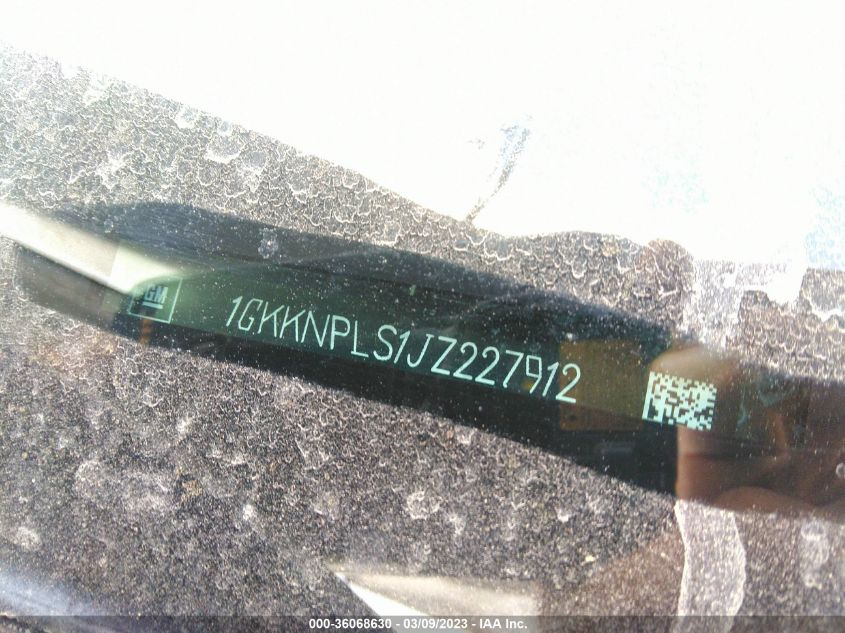 GM
1GKKNPLS1JZ227912
000-36068630 - 03/09/2023 - IAA Inc.